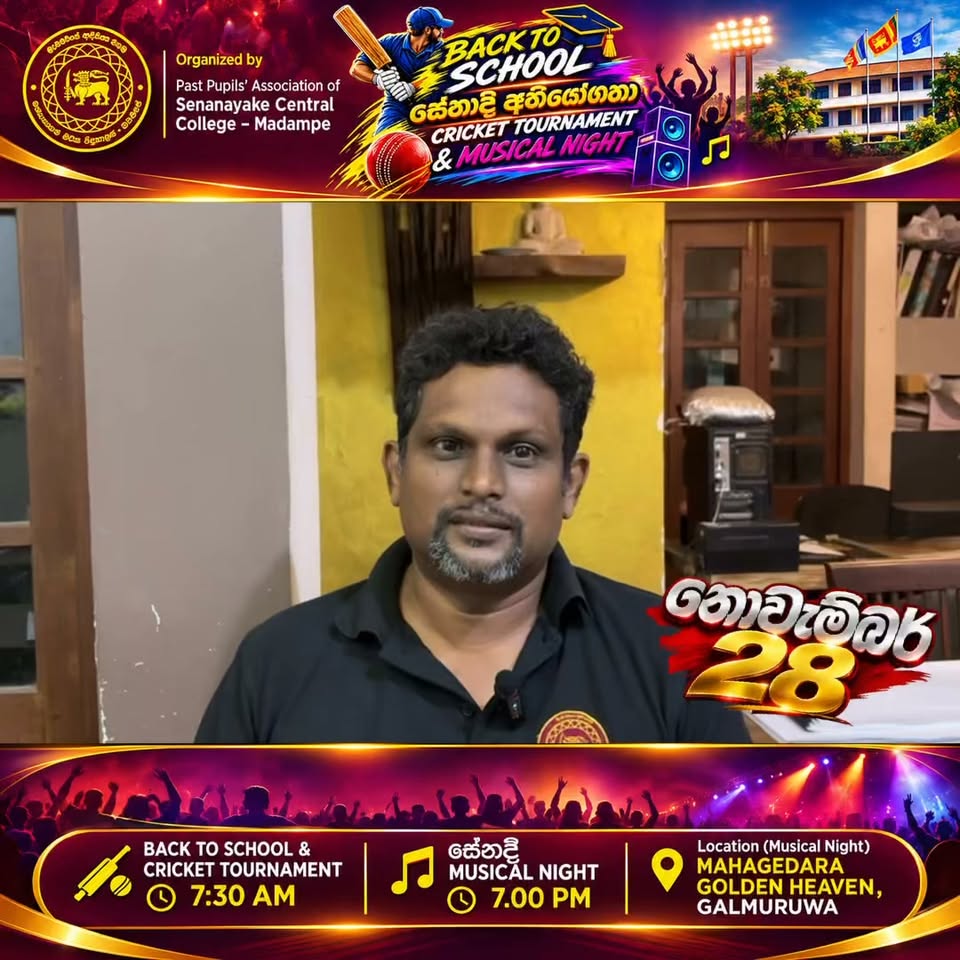 Organized by
Past Pupils' Association of
Senanayake Central
College – Madampe
BACK TO
SCHOOL
සේනාදි අභියෝගතා
CRICKET TOURNAMENT
& MUSICAL NIGHT
නොවැම්බර්
28
BACK TO SCHOOL &
CRICKET TOURNAMENT
7:30 AM
සේනාදි
MUSICAL NIGHT
7.00 PM
Location (Musical Night)
MAHAGEDARA
GOLDEN HEAVEN,
GALMURUWA